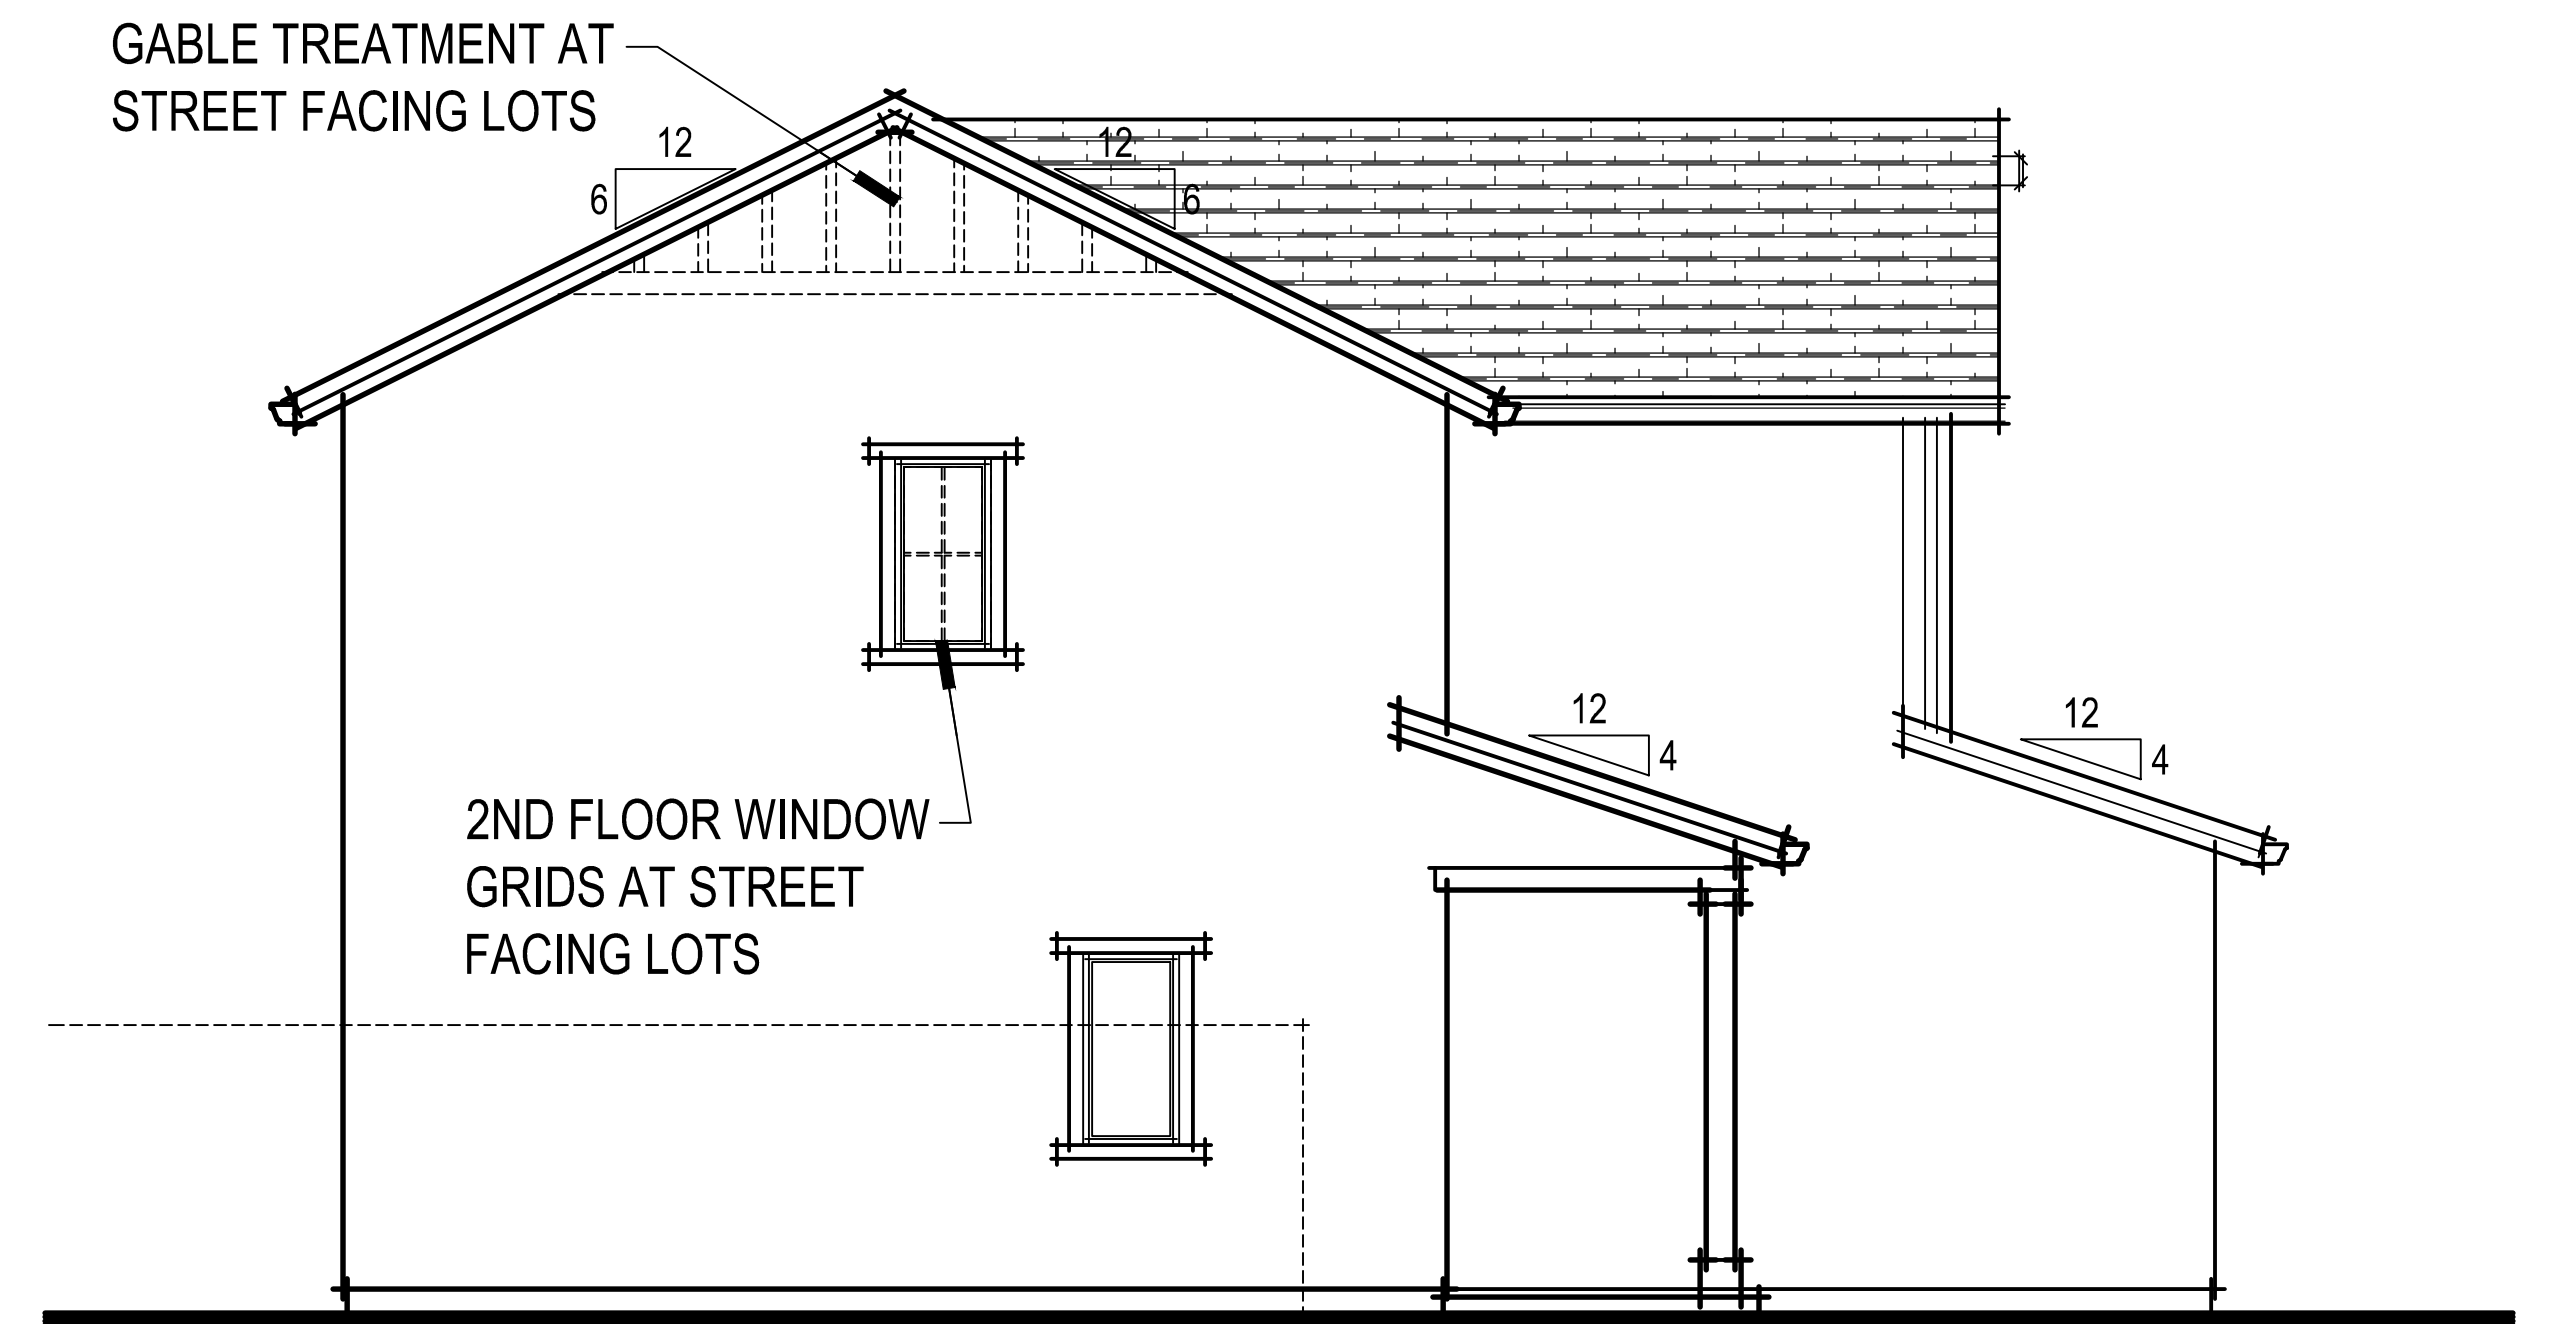 GABLE TREATMENT AT
STREET FACING LOTS
12
6
12
6
12
4
12
4
2ND FLOOR WINDOW
GRIDS AT STREET
FACING LOTS